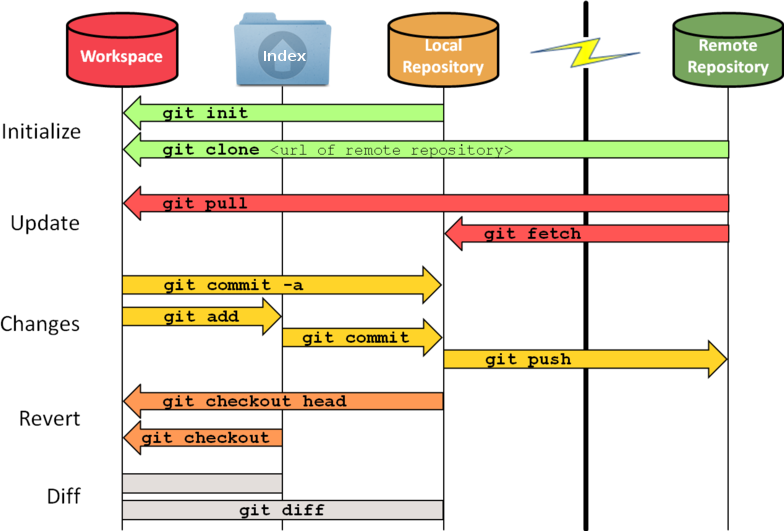 Workspace
Index
Local
Repository
Remote
Repository
Initialize
git init
git clone <url of remote repository>
Update
git pull
git fetch
Changes
git commit -a
git add
git commit
git push
Revert
git checkout head
git checkout
Diff
git diff